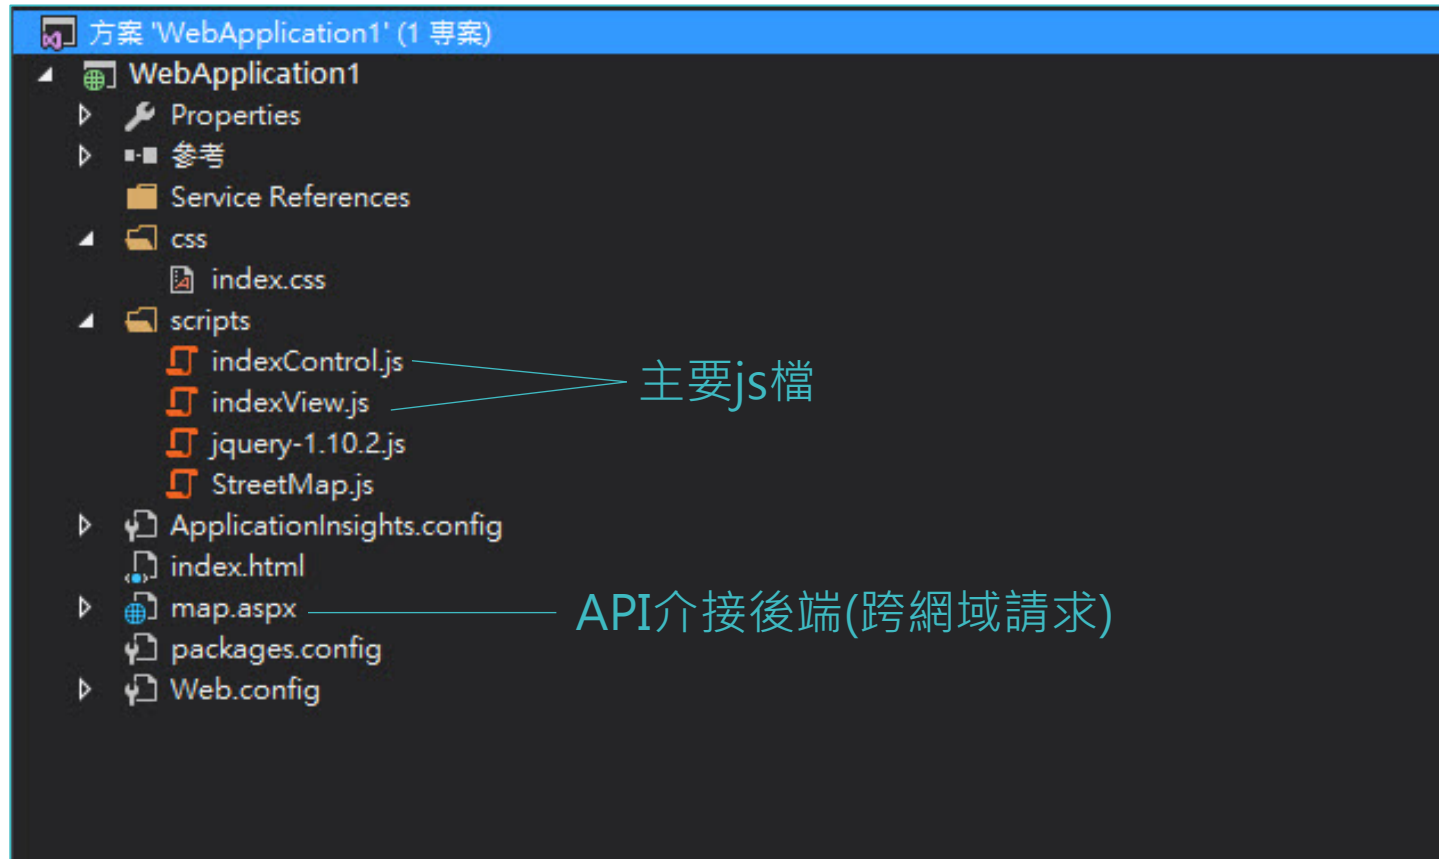 方案 'WebApplication1' (1 專案)
WebApplication1
Properties
參考
Service References
css
index.css
scripts
indexControl.js
indexView.js
主要js檔
jquery-1.10.2.js
StreetMap.js
ApplicationInsights.config
index.html
map.aspx
API介接後端(跨網域請求)
packages.config
Web.config